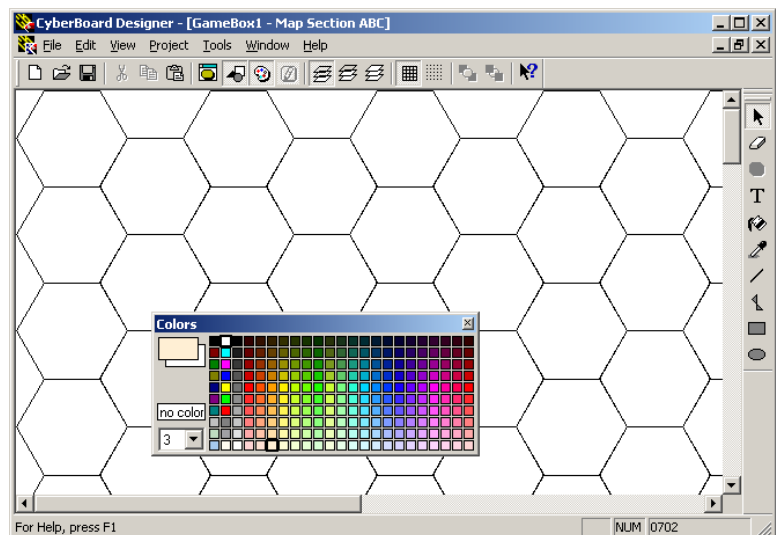 CyberBoard Designer - [GameBox1 - Map Section ABC]
File Edit View Project Tools Window Help
T
Colors
no color
3
For Help, press F1
NUM 0702